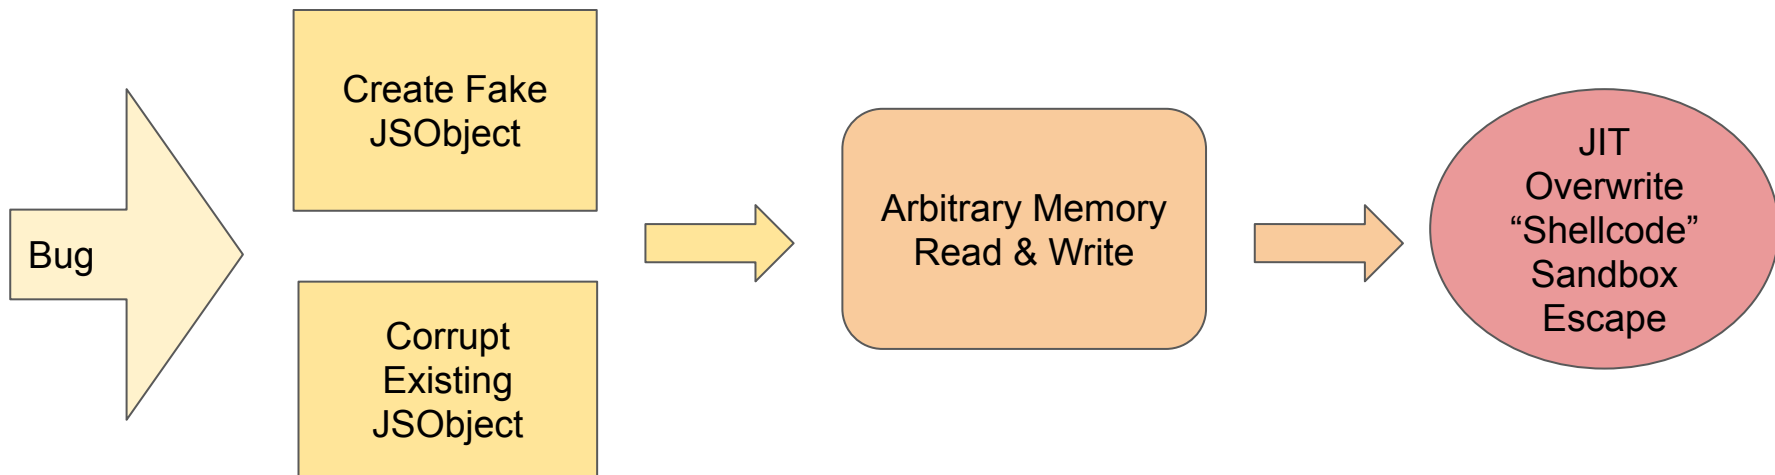 Bug
Create Fake
JSObject
Corrupt
Existing
JSObject
Arbitrary Memory
Read & Write
JIT
Overwrite
“Shellcode”
Sandbox
Escape